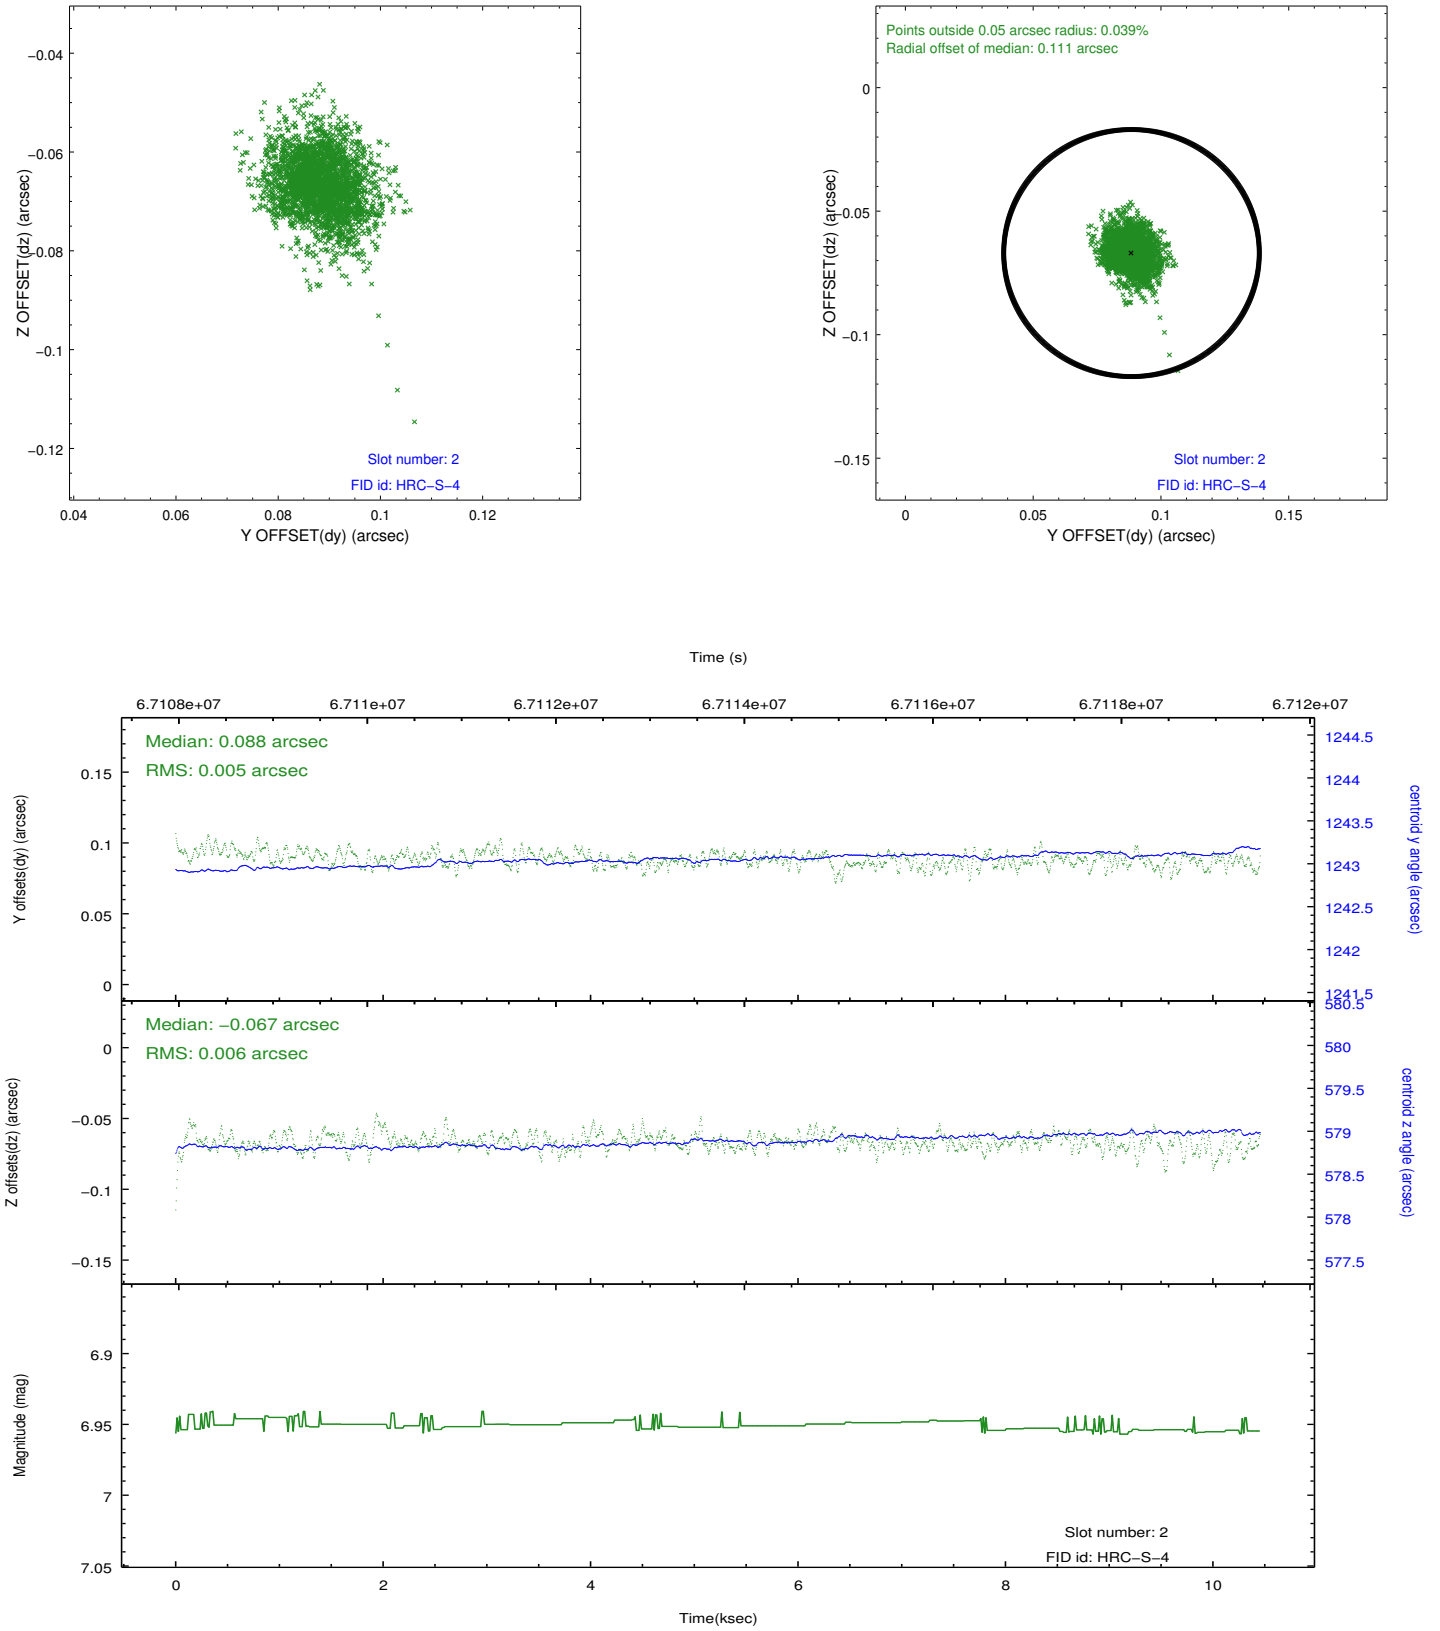 −0.04
−0.06
−0.08
−0.1
−0.12
Z OFFSET(dz) (arcsec)
Slot number: 2
FID id: HRC−S−4
0.04 0.06 0.08 0.1 0.12
Y OFFSET(dy) (arcsec)
Points outside 0.05 arcsec radius: 0.039%
Radial offset of median: 0.111 arcsec
0
−0.05
−0.1
−0.15
Z OFFSET(dz) (arcsec)
Slot number: 2
FID id: HRC−S−4
0 0.05 0.1 0.15
Y OFFSET(dy) (arcsec)
Time (s)
6.7108e+07 6.711e+07 6.7112e+07 6.7114e+07 6.7116e+07 6.7118e+07 6.712e+07
Median: 0.088 arcsec
RMS: 0.005 arcsec
0.15
0.1
0.05
0
Y offsets(dy) (arcsec)
1244.5
1244
1243.5
1243
1242.5
1242
1241.5
centroid y angle (arcsec)
Median: −0.067 arcsec
RMS: 0.006 arcsec
0
−0.05
−0.1
−0.15
Z offsets(dz) (arcsec)
580.5
580
579.5
579
578.5
578
577.5
centroid z angle (arcsec)
6.9
6.95
7
7.05
Magnitude (mag)
Slot number: 2
FID id: HRC−S−4
0 2 4 6 8 10
Time(ksec)